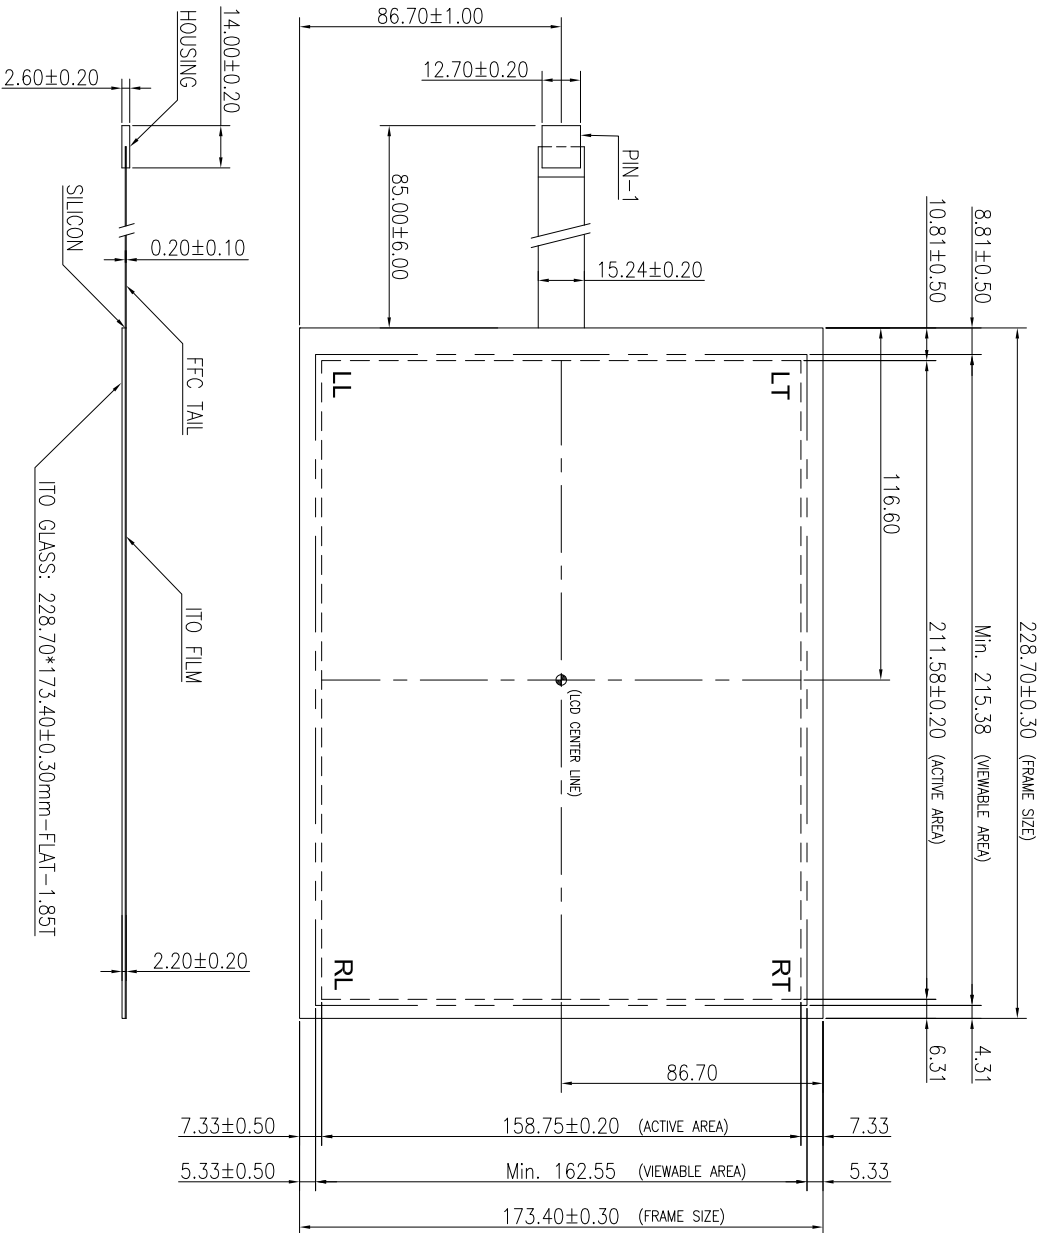 86.70±1.00
12.70±0.20
14.00±0.20
HOUSING
2.60±0.20
PIN-1
85.00±6.00
15.24±0.20
8.81±0.50
10.81±0.50
SILICON
0.20±0.10
FFC TAIL
ITO FILM
ITO GLASS: 228.70*173.40±0.30mm-FLAT-1.85T
2.20±0.20
LL
LT
RL
RT
116.60
(LCD CENTER LINE)
228.70±0.30 (FRAME SIZE)
Min. 215.38 (VIEWABLE AREA)
211.58±0.20 (ACTIVE AREA)
4.31
6.31
86.70
7.33±0.50 158.75±0.20 (ACTIVE AREA) 7.33
5.33±0.50 Min. 162.55 (VIEWABLE AREA) 5.33
173.40±0.30 (FRAME SIZE)